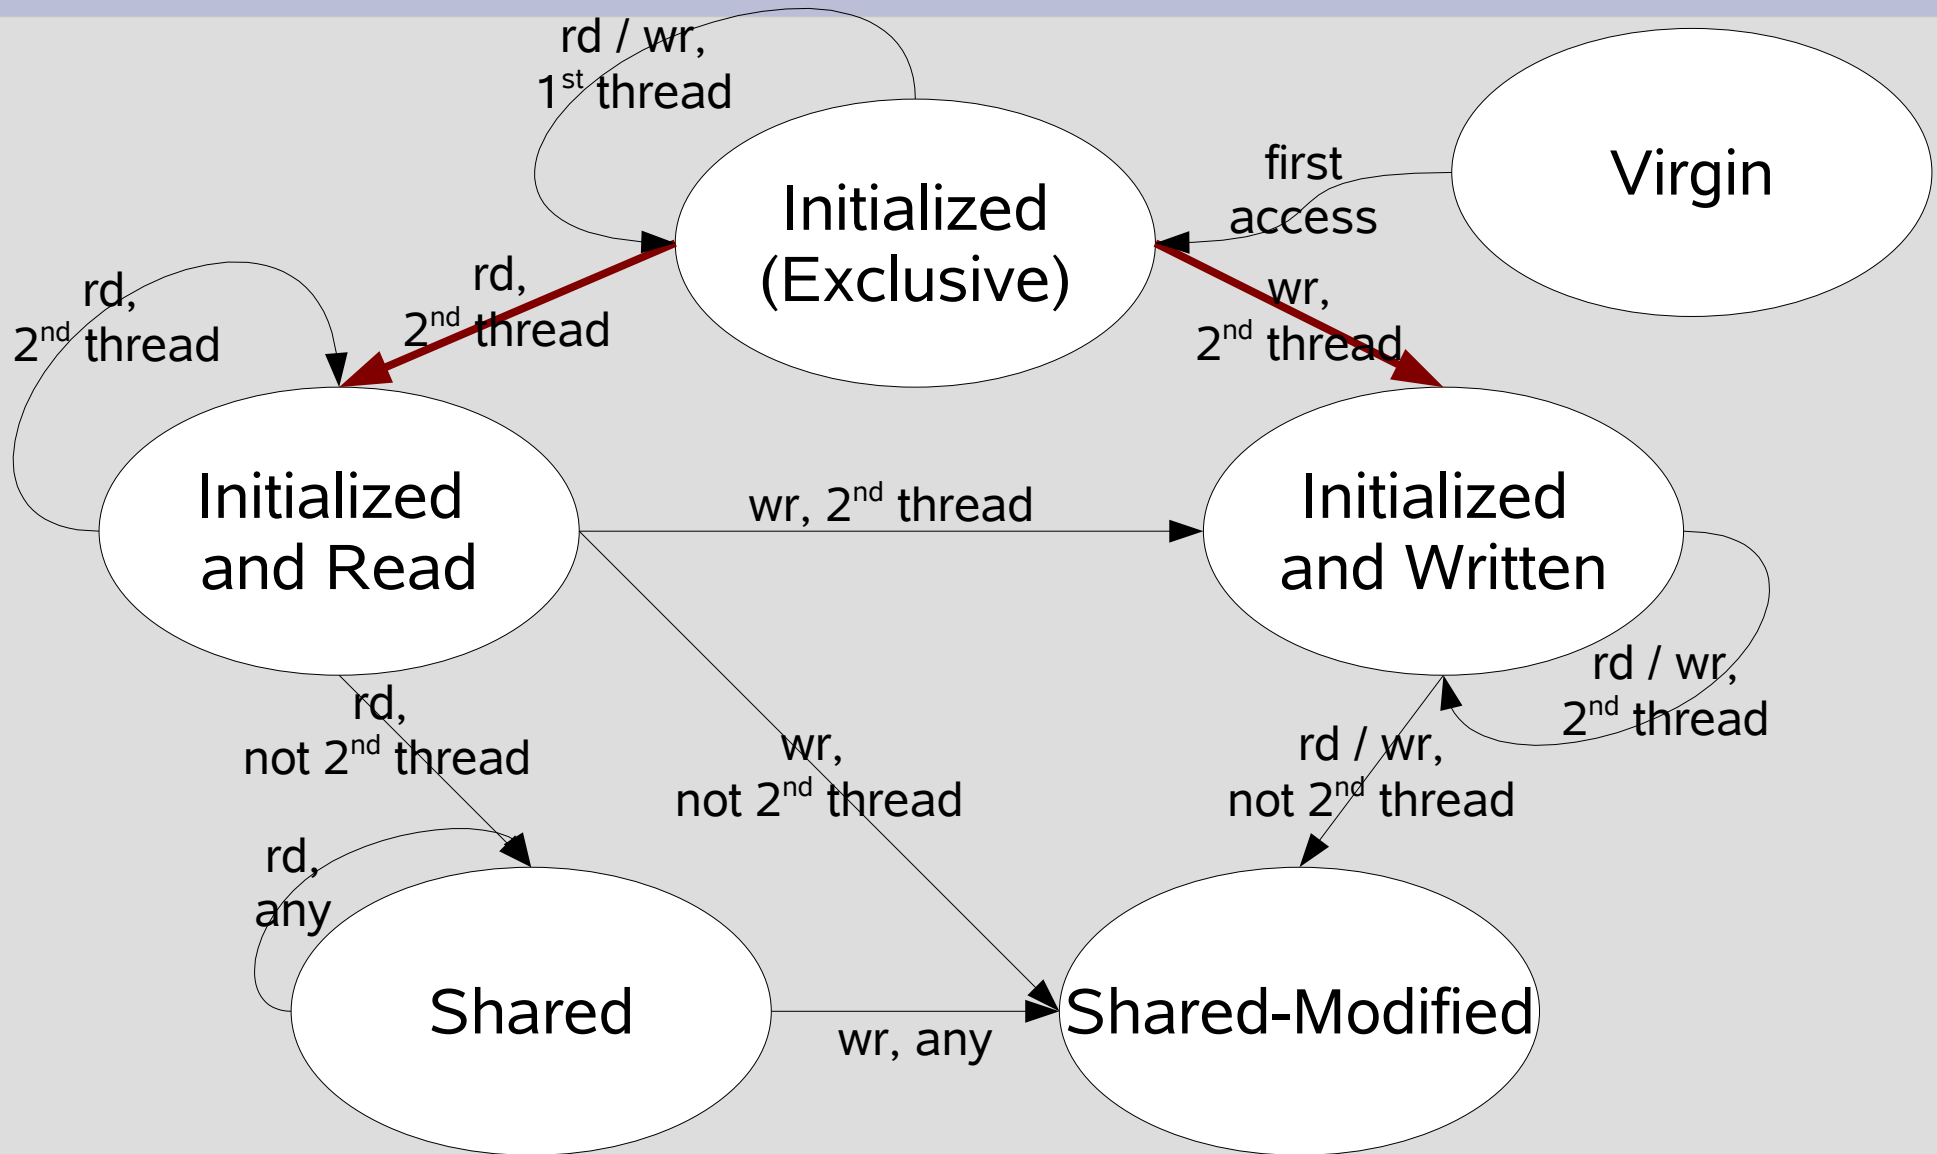 rd / wr,
1st thread
Initialized
(Exclusive)
first
access
Virgin
rd,
2nd thread
rd,
2nd thread
wr,
2nd thread
Initialized
and Read
wr, 2nd thread
Initialized
and Written
rd / wr,
2nd thread
rd,
not 2nd thread
wr,
not 2nd thread
rd / wr,
not 2nd thread
rd,
any
Shared
wr, any
Shared-Modified